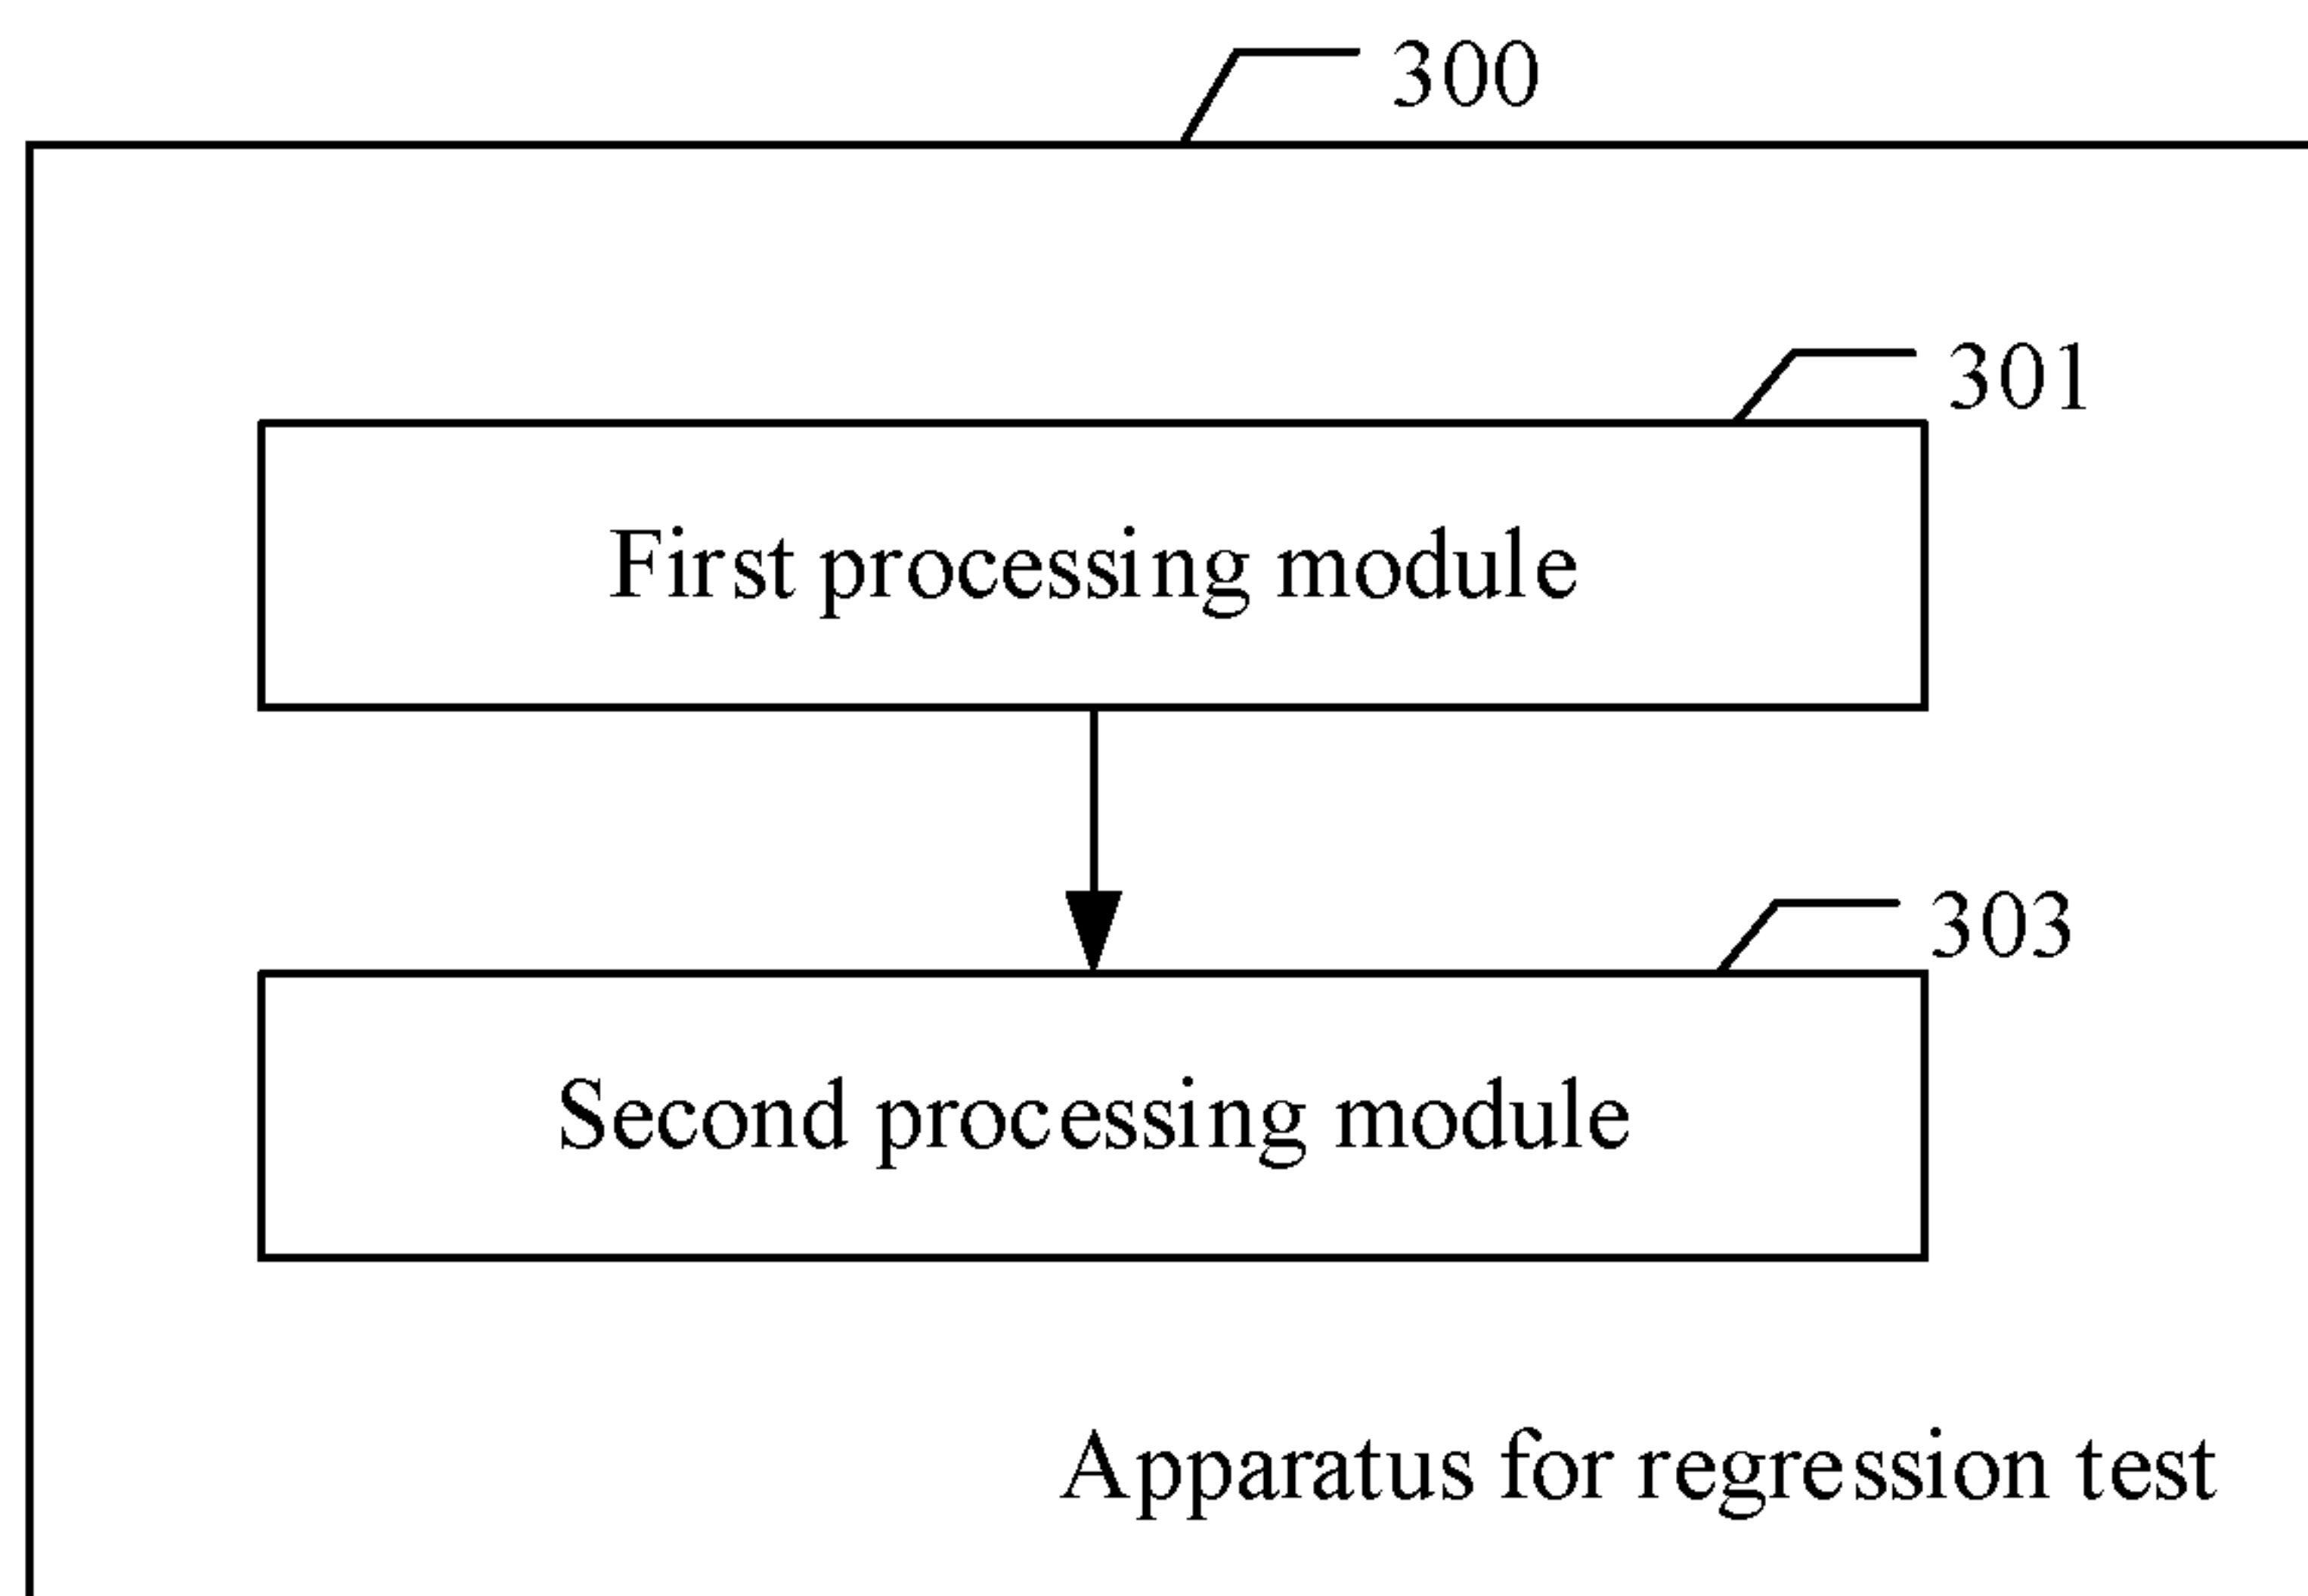 300
301
First processing module
303
Second processing module
Apparatus for regression test